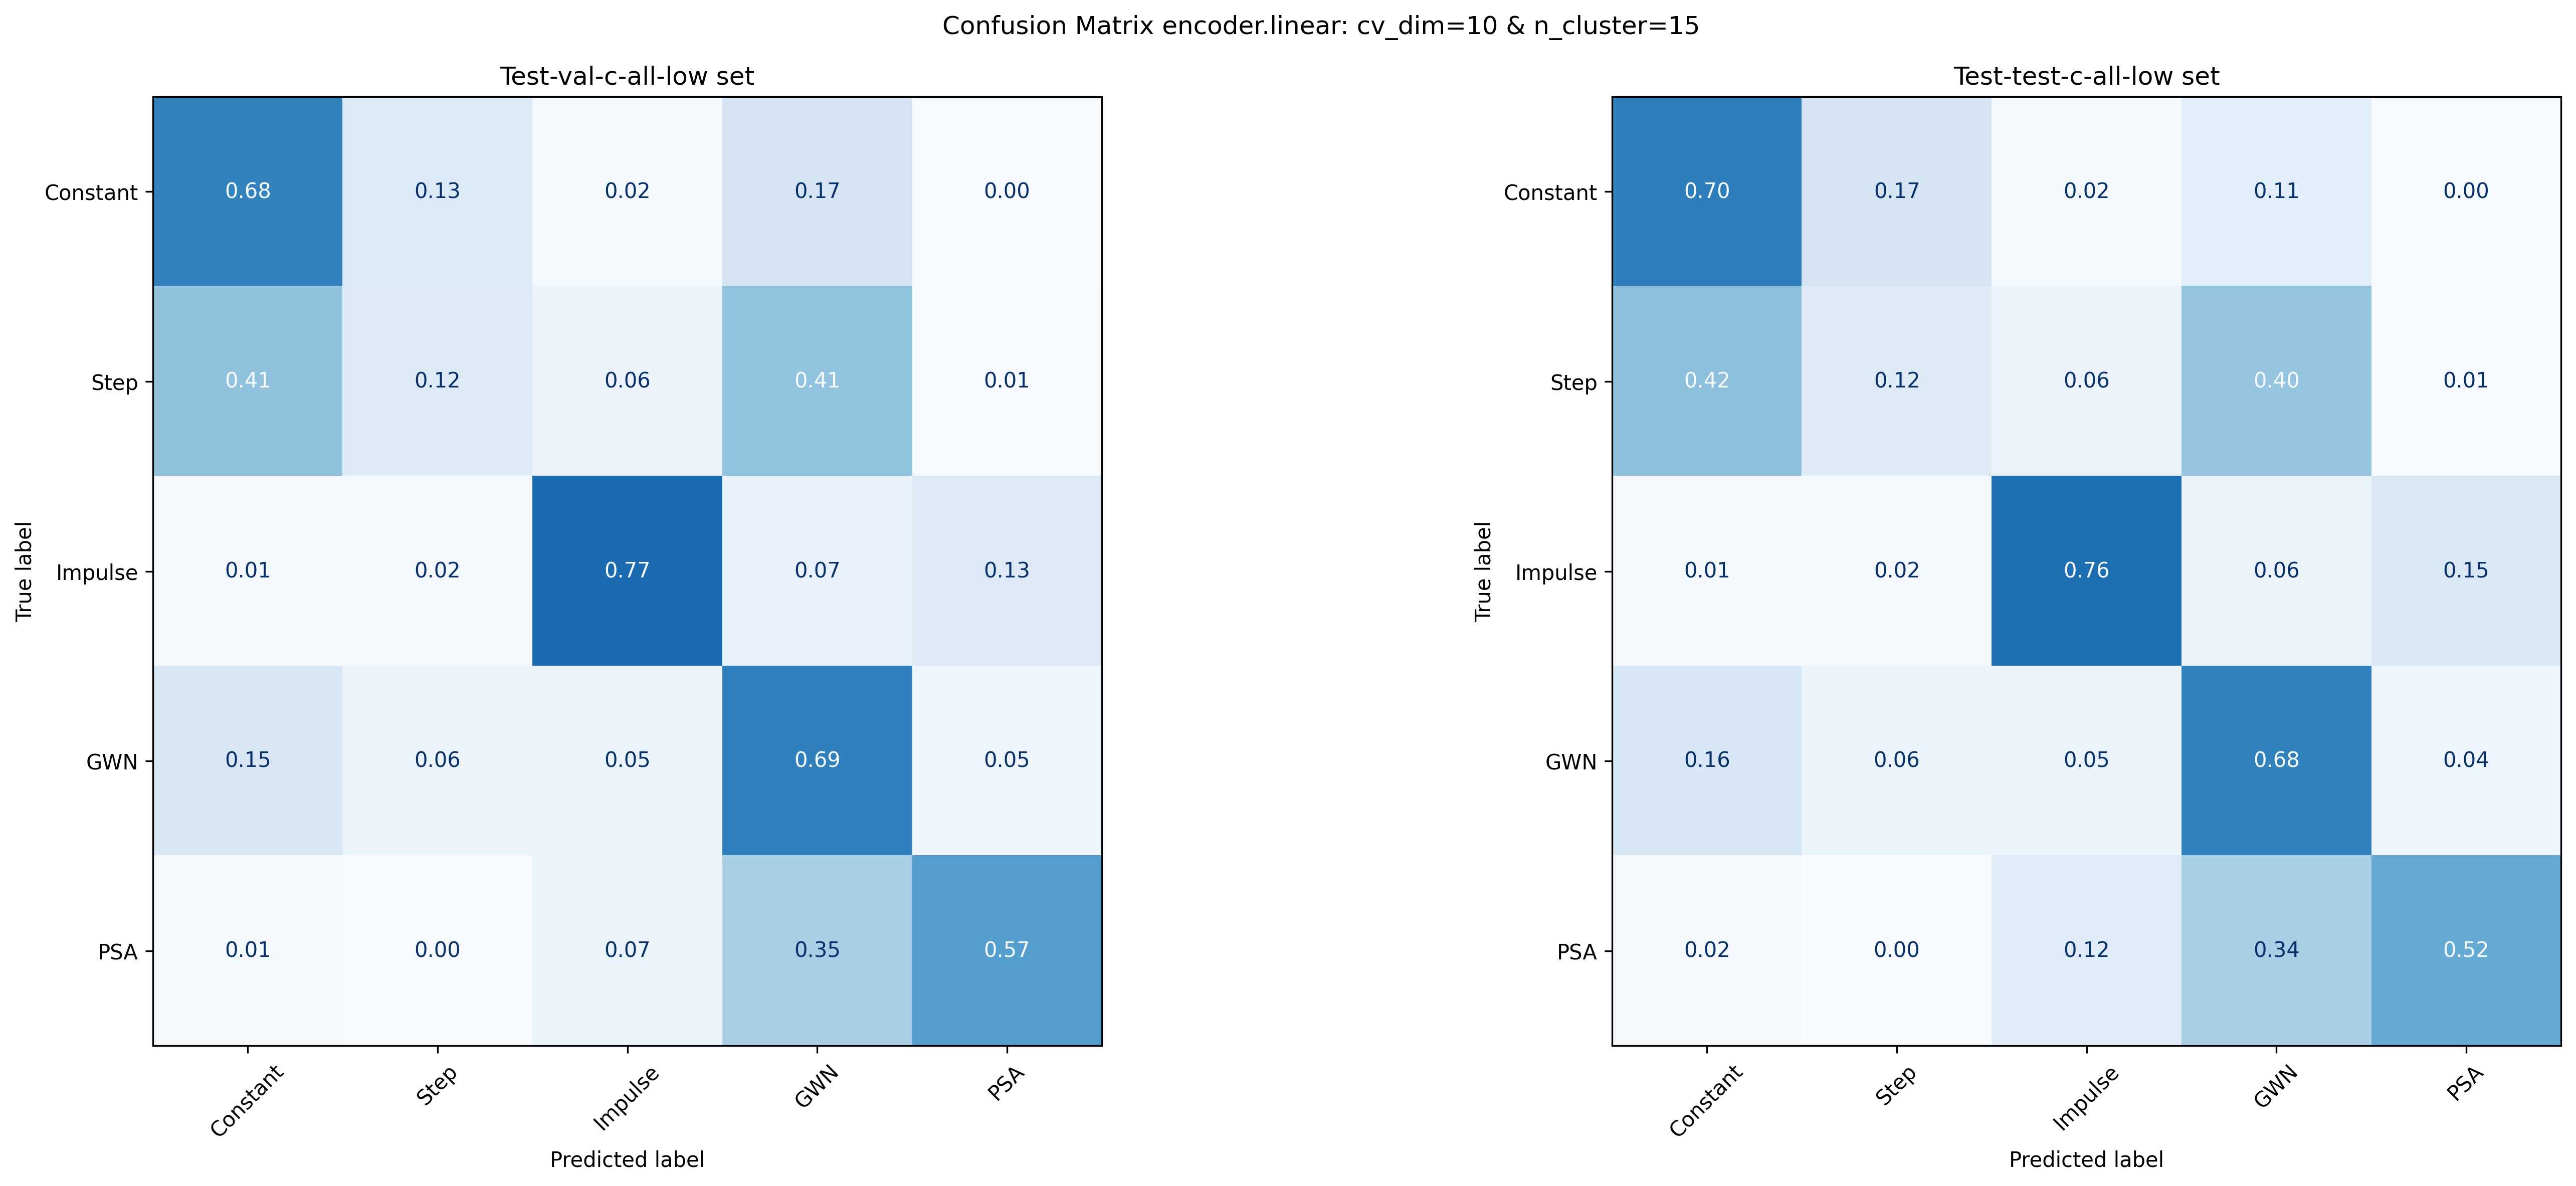 Confusion Matrix encoder.linear: cv_dim=10 & n_cluster=15
Test-val-c-all-low set
True label
Constant 0.68 0.13 0.02 0.17 0.00
Step 0.41 0.12 0.06 0.41 0.01
Impulse 0.01 0.02 0.77 0.07 0.13
GWN 0.15 0.06 0.05 0.69 0.05
PSA 0.01 0.00 0.07 0.35 0.57
Constant Step Impulse GWN PSA
Predicted label
Test-test-c-all-low set
True label
Constant 0.70 0.17 0.02 0.11 0.00
Step 0.42 0.12 0.06 0.40 0.01
Impulse 0.01 0.02 0.76 0.06 0.15
GWN 0.16 0.06 0.05 0.68 0.04
PSA 0.02 0.00 0.12 0.34 0.52
Constant Step Impulse GWN PSA
Predicted label